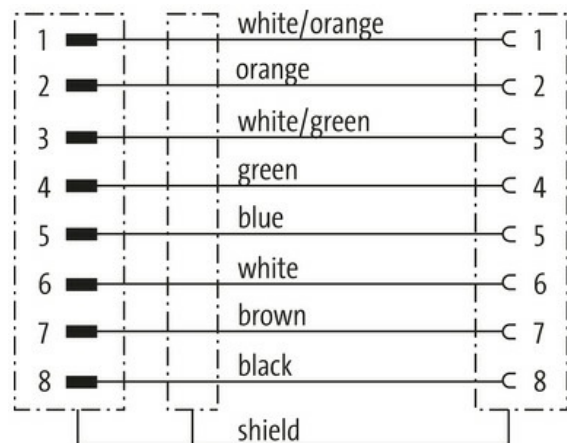 1 white/orange 1
2 orange 2
3 white/green 3
4 green 4
5 blue 5
6 white 6
7 brown 7
8 black 8
shield